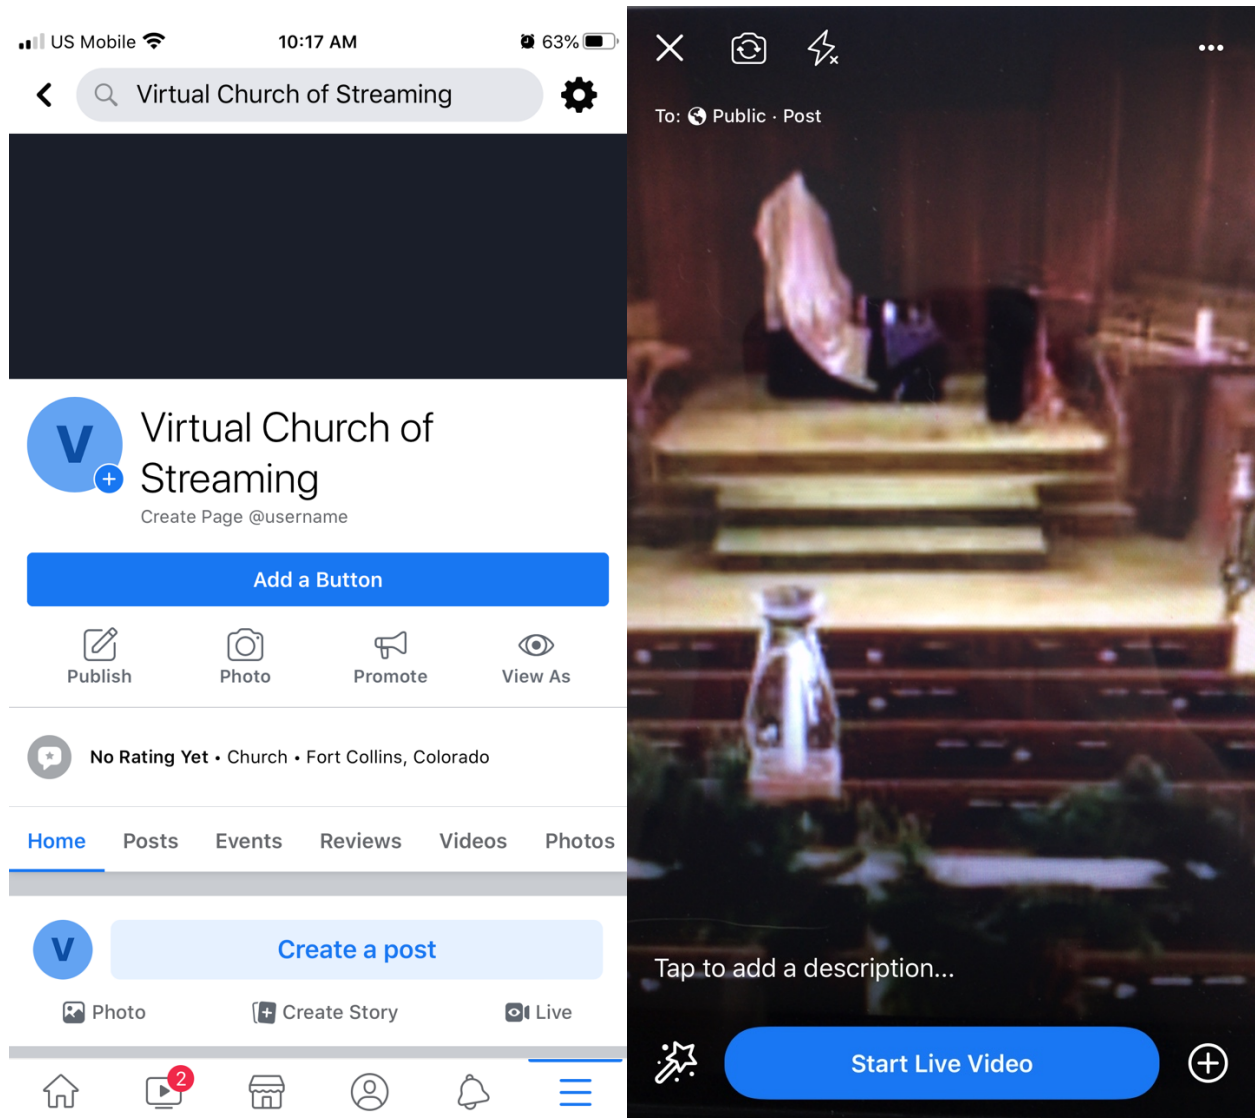 US Mobile
10:17 AM
63%
Virtual Church of Streaming
V
Virtual Church of
Streaming
Create Page @username
Add a Button
Publish
Photo
Promote
View As
No Rating Yet • Church • Fort Collins, Colorado
Home
Posts
Events
Reviews
Videos
Photos
V
Create a post
Photo
Create Story
Live
2
To: Public · Post
Tap to add a description...
Start Live Video